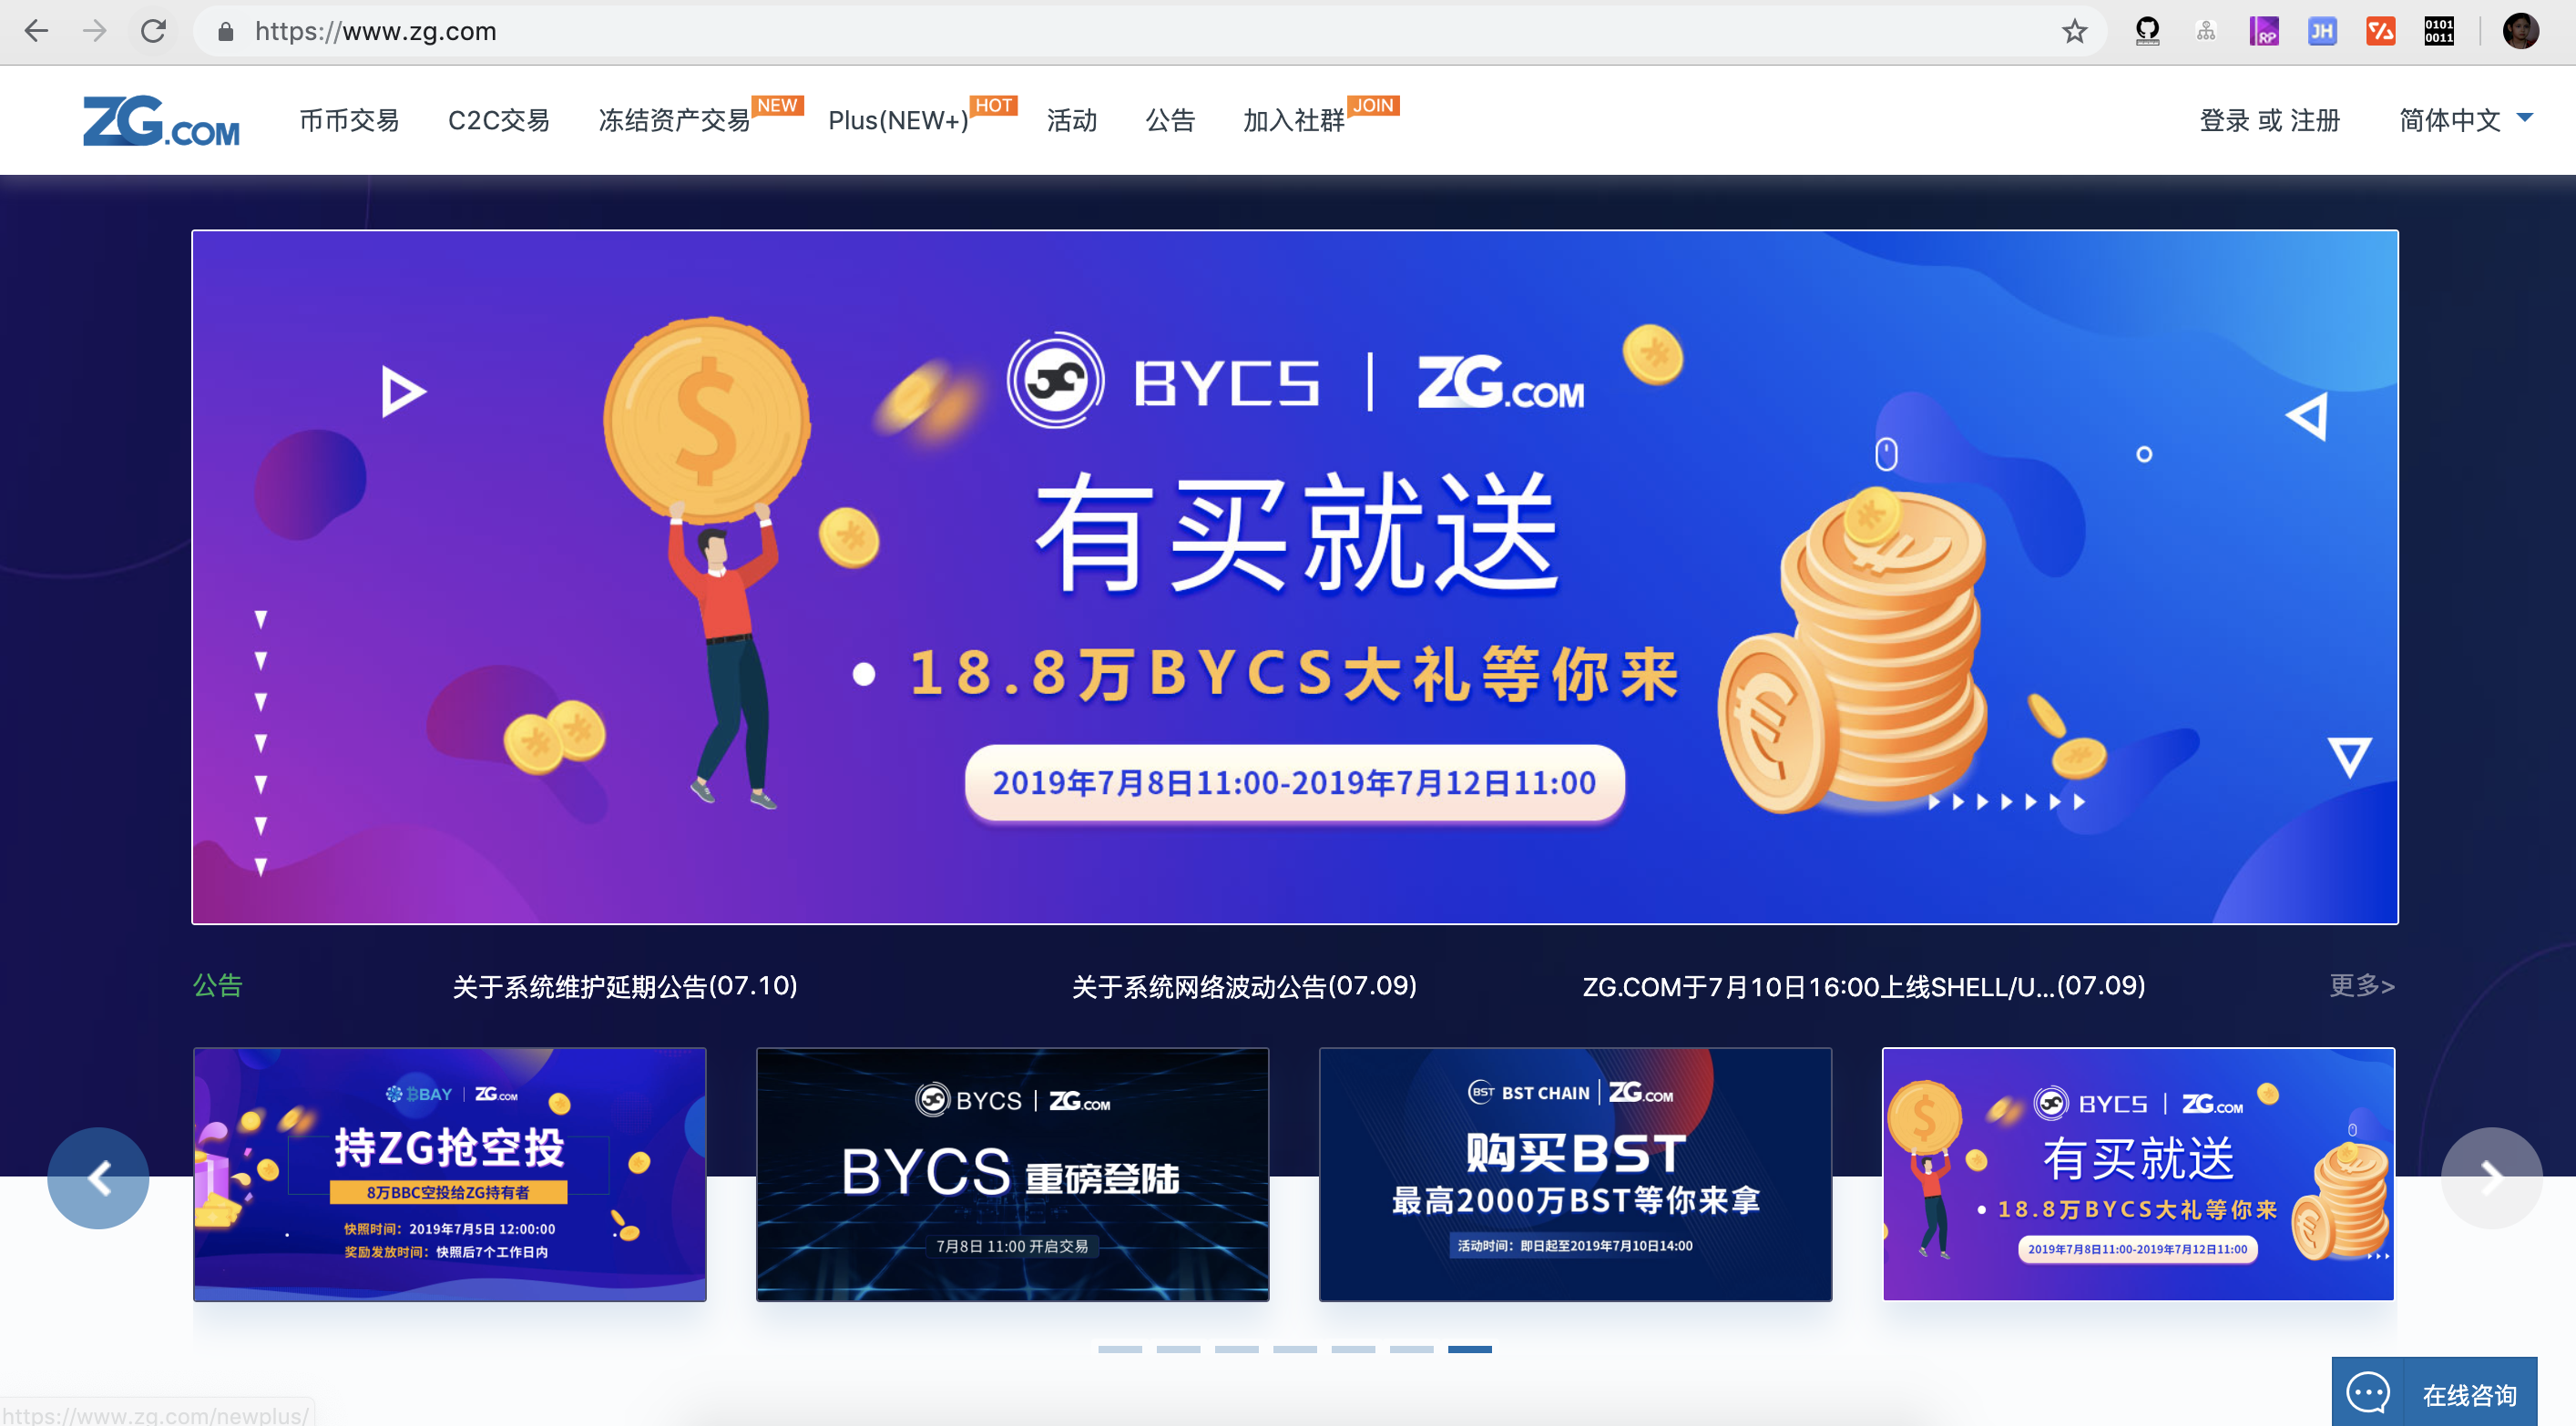 https://www.zg.com
RP
JH
0101
0011
ZG.COM
币币交易
C2C交易
冻结资产交易
NEW
Plus(NEW+)
HOT
活动
公告
加入社群
JOIN
登录 或 注册
简体中文
BYCS | ZG.COM
有买就送
18.8万BYCS大礼等你来
2019年7月8日11:00-2019年7月12日11:00
公告
关于系统维护延期公告(07.10)
关于系统网络波动公告(07.09)
ZG.COM于7月10日16:00上线SHELL/U...(07.09)
更多>
BBAY | ZG.COM
持ZG抢空投
8万BBC空投给ZG持有者
快照时间：2019年7月5日 12:00:00
奖励发放时间：快照后7个工作日内
BYCS | ZG.COM
BYCS 重磅登陆
7月8日 11:00 开启交易
BST BST CHAIN | ZG.COM
购买BST
最高2000万BST等你来拿
活动时间：即日起至2019年7月10日14:00
BYCS | ZG.COM
有买就送
18.8万BYCS大礼等你来
2019年7月8日11:00-2019年7月12日11:00
https://www.zg.com/newplus/
在线咨询